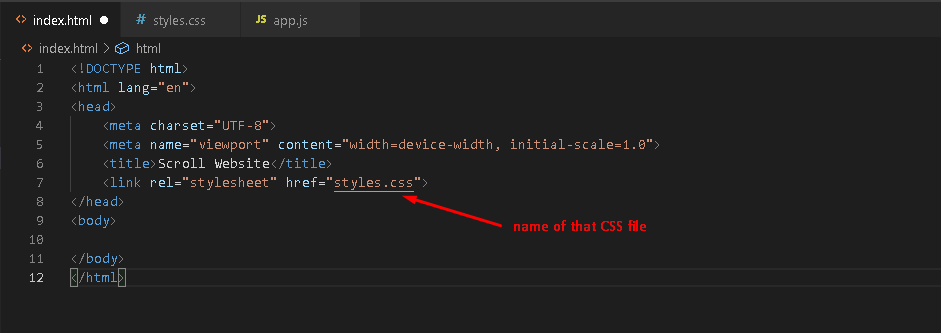 index.html
styles.css
app.js
index.html > html
1 <!DOCTYPE html>
2 <html lang="en">
3 <head>
4 <meta charset="UTF-8">
5 <meta name="viewport" content="width=device-width, initial-scale=1.0">
6 <title>Scroll Website</title>
7 <link rel="stylesheet" href="styles.css">
8 </head>
name of that CSS file
9 <body>
10
11 </body>
12 </html>